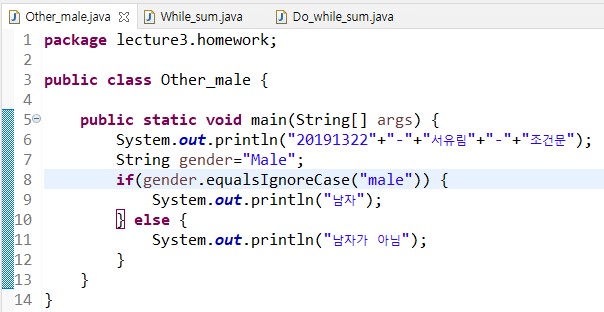 Other_male.java While_sum.java Do_while_sum.java
1 package lecture3.homework;
2
3 public class Other_male {
4
5 public static void main(String[] args) {
6 System.out.println("20191322"+"-"+"서유림"+"-"+"조건문");
7 String gender="Male";
8 if(gender.equalsIgnoreCase("male")) {
9 System.out.println("남자");
10 } else {
11 System.out.println("남자가 아님");
12 }
13 }
14 }